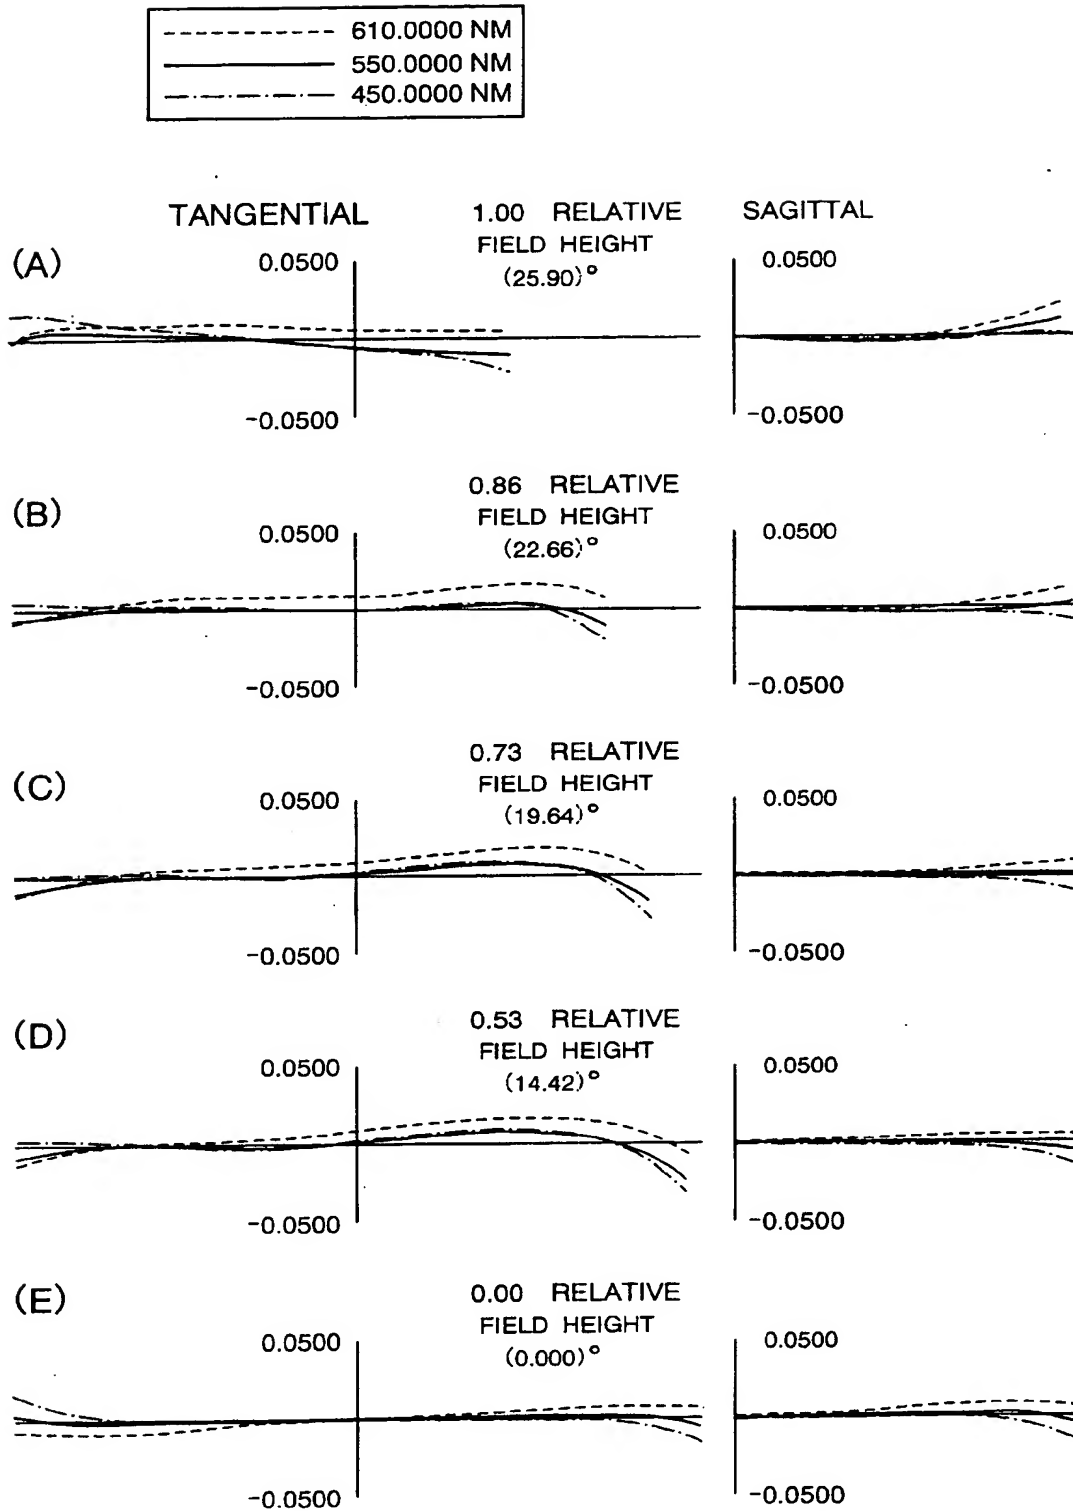 610.0000 NM
550.0000 NM
450.0000 NM
TANGENTIAL
1.00 RELATIVE
FIELD HEIGHT
(25.90)°
SAGITTAL
(A)
0.0500
-0.0500
0.0500
-0.0500
(B)
0.86 RELATIVE
FIELD HEIGHT
(22.66)°
0.0500
-0.0500
0.0500
-0.0500
(C)
0.73 RELATIVE
FIELD HEIGHT
(19.64)°
0.0500
-0.0500
0.0500
-0.0500
(D)
0.53 RELATIVE
FIELD HEIGHT
(14.42)°
0.0500
-0.0500
0.0500
-0.0500
(E)
0.00 RELATIVE
FIELD HEIGHT
(0.000)°
0.0500
-0.0500
0.0500
-0.0500